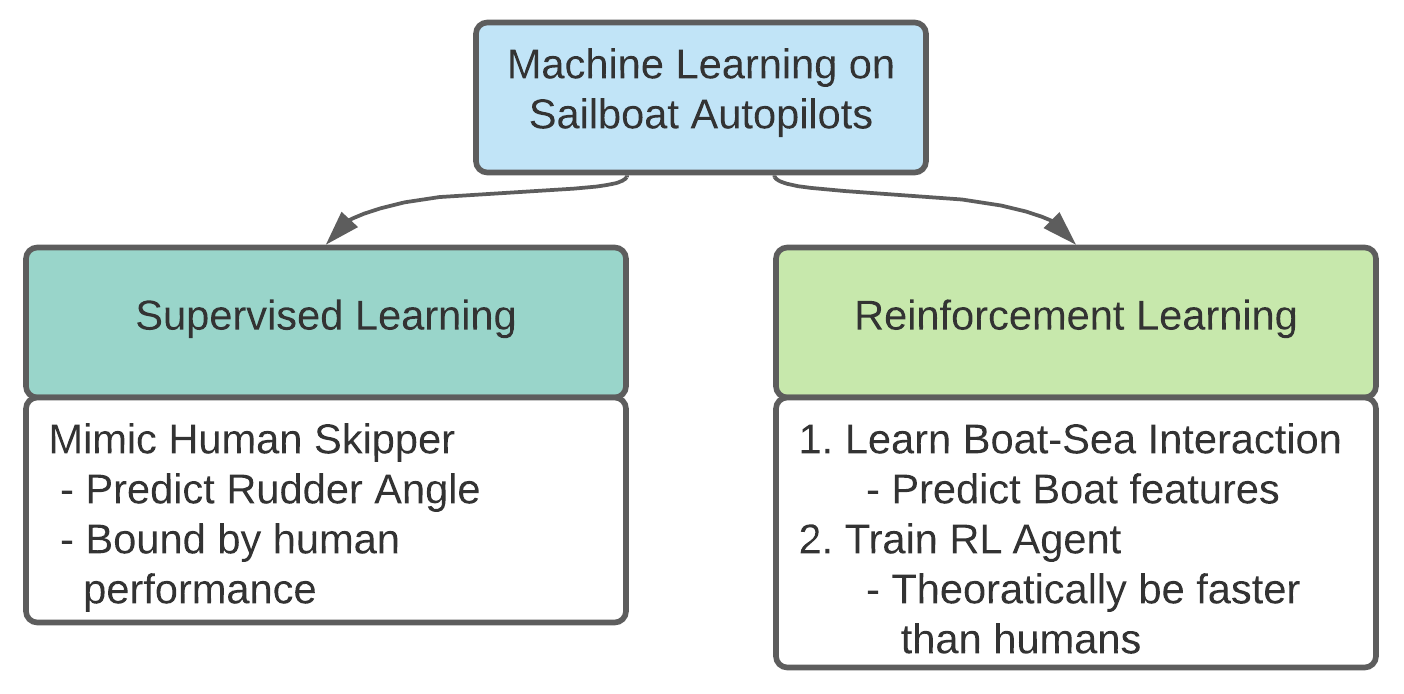 Machine Learning on
Sailboat Autopilots
Supervised Learning
Mimic Human Skipper
- Predict Rudder Angle
- Bound by human
performance
Reinforcement Learning
1. Learn Boat-Sea Interaction
- Predict Boat features
2. Train RL Agent
- Theoratically be faster
than humans